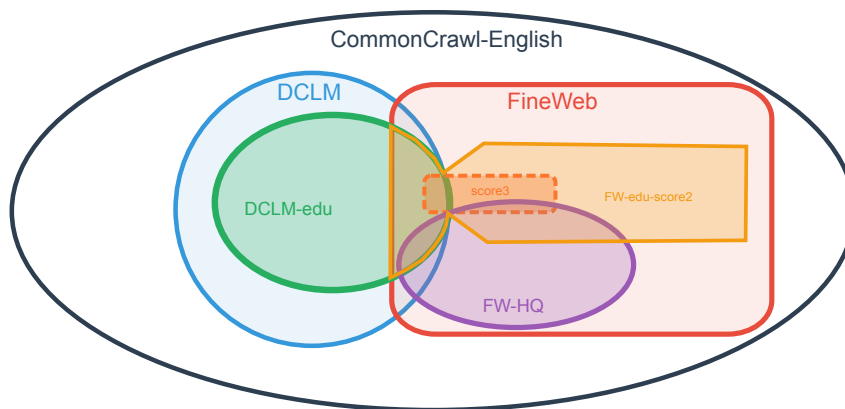 CommonCrawl-English
DCLM
FineWeb
score3
FW-edu-score2
DCLM-edu
FW-HQ